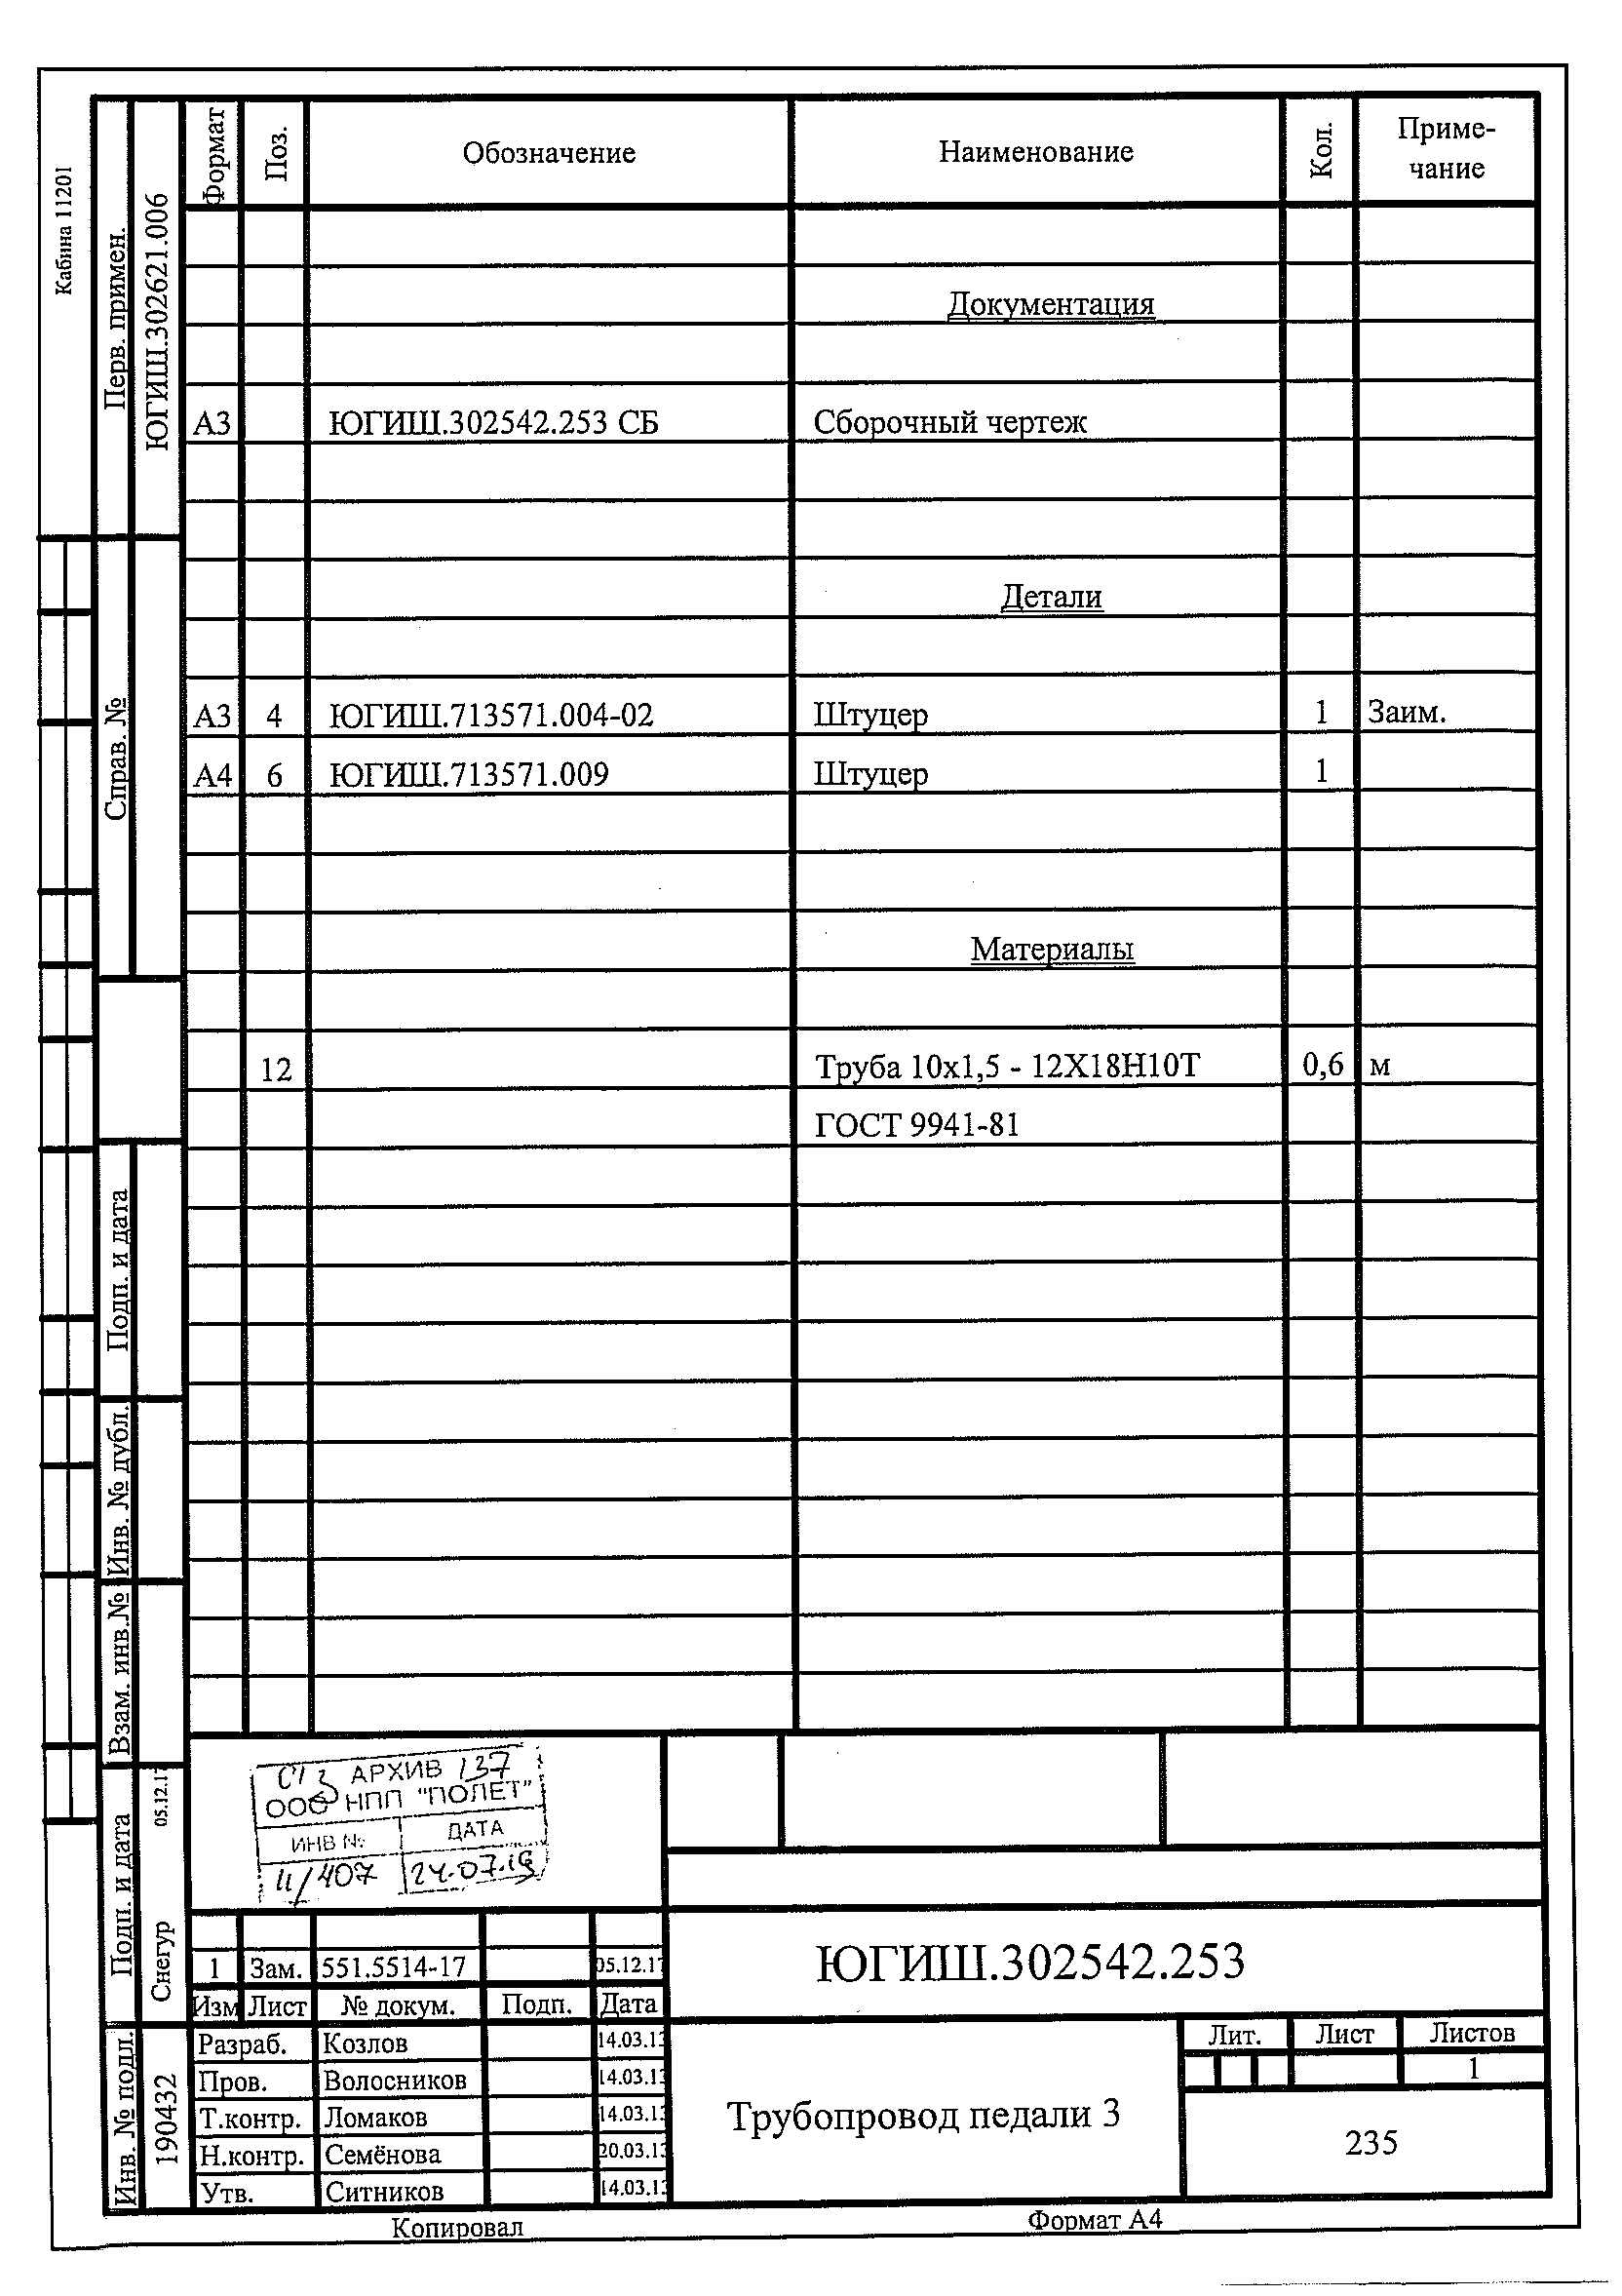 Кабина 11201
Перв. примен.
ЮГИШ.302621.006
Справ. №
Подп. и дата
Инв. № дубл.
Взам. инв.№
Подп. и дата
Снегур 05.12.17
Инв. № подл.
190432
Формат Поз. Обозначение Наименование Кол. Приме-
чание
Документация
А3 ЮГИШ.302542.253 СБ Сборочный чертеж
Детали
А3 4 ЮГИШ.713571.004-02 Штуцер 1 Заим.
А4 6 ЮГИШ.713571.009 Штуцер 1
Материалы
12 Труба 10х1,5 - 12Х18Н10Т 0,6 м
ГОСТ 9941-81
АРХИВ 137
ООО НПП "ПОЛЕТ"
ИНВ № ДАТА
11/407 24.07.19
1 Зам. 551.5514-17 05.12.17
Изм Лист № докум. Подп. Дата
ЮГИШ.302542.253
Разраб. Козлов 14.03.13
Пров. Волосников 14.03.13
Т.контр. Ломаков 14.03.13
Н.контр. Семёнова 20.03.13
Утв. Ситников 14.03.13
Трубопровод педали 3
Лит. Лист Листов
1
235
Копировал Формат А4